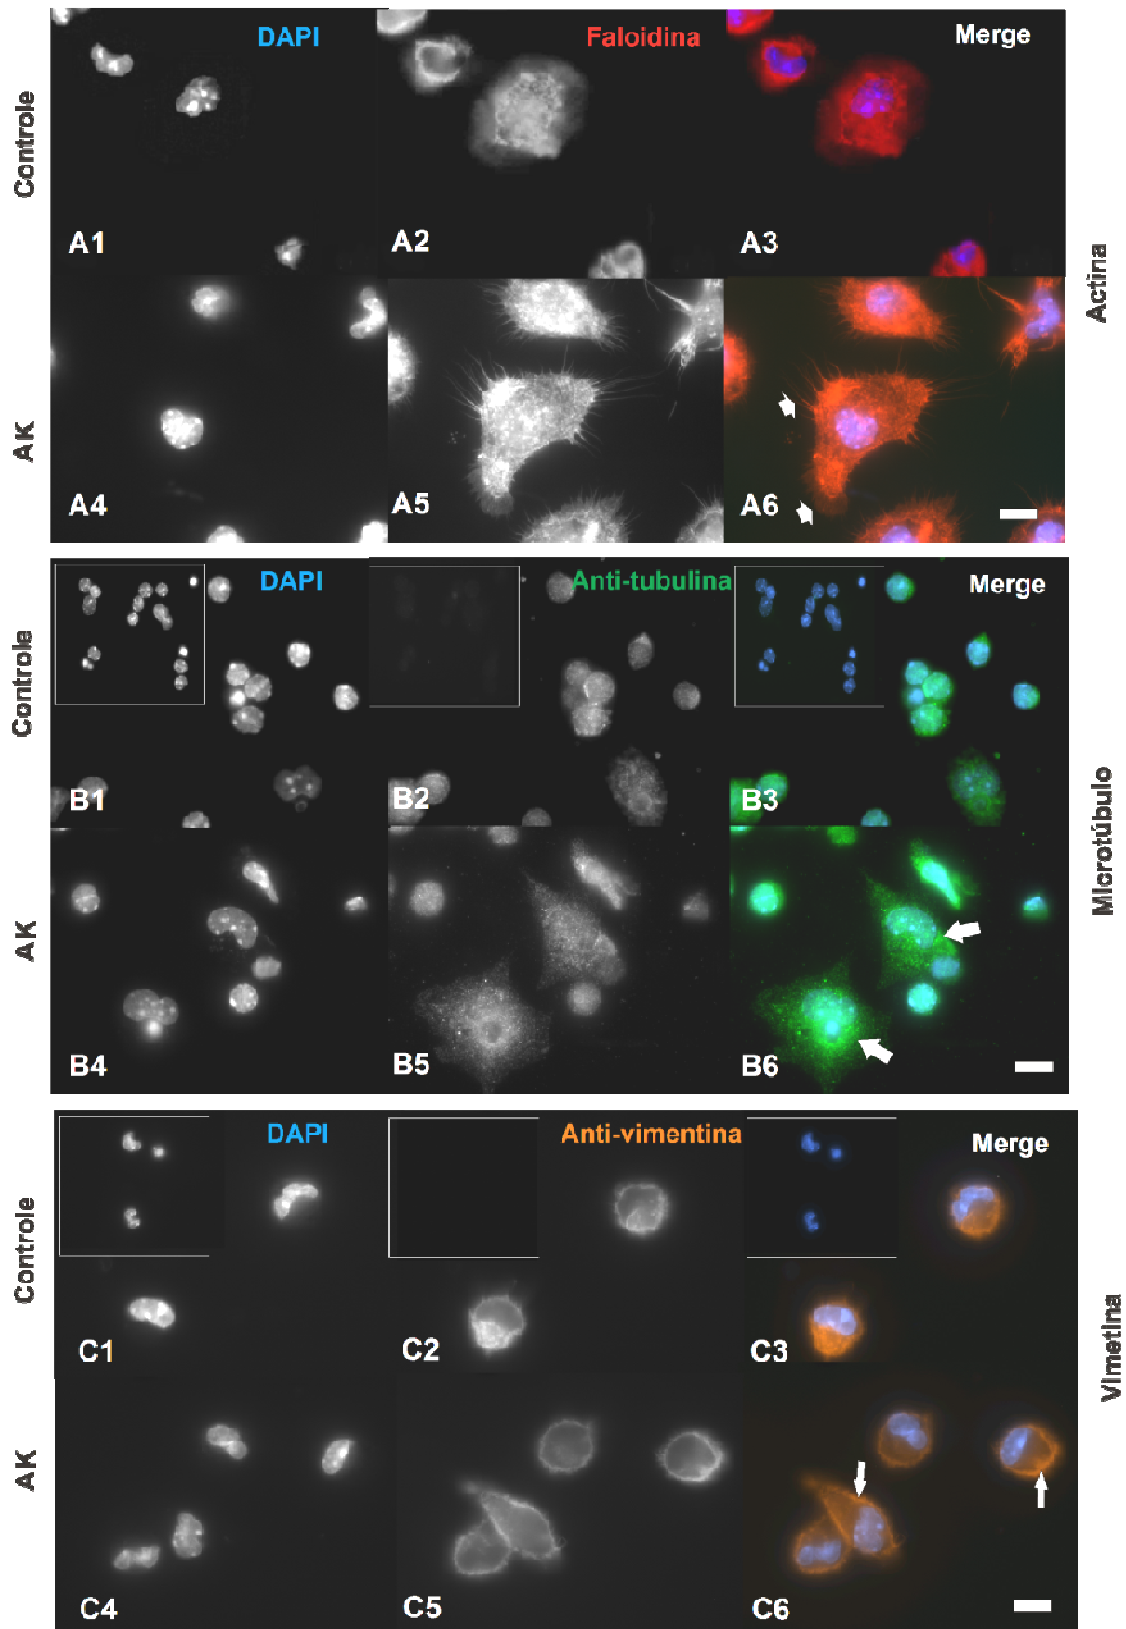 DAPI Faloidina Merge
Controle
A1 A2 A3
Actina
AK
A4 A5 A6
DAPI Anti-tubulina Merge
Controle
B1 B2 B3
Microtúbulo
AK
B4 B5 B6
DAPI Anti-vimentina Merge
Controle
C1 C2 C3
Vimetina
AK
C4 C5 C6